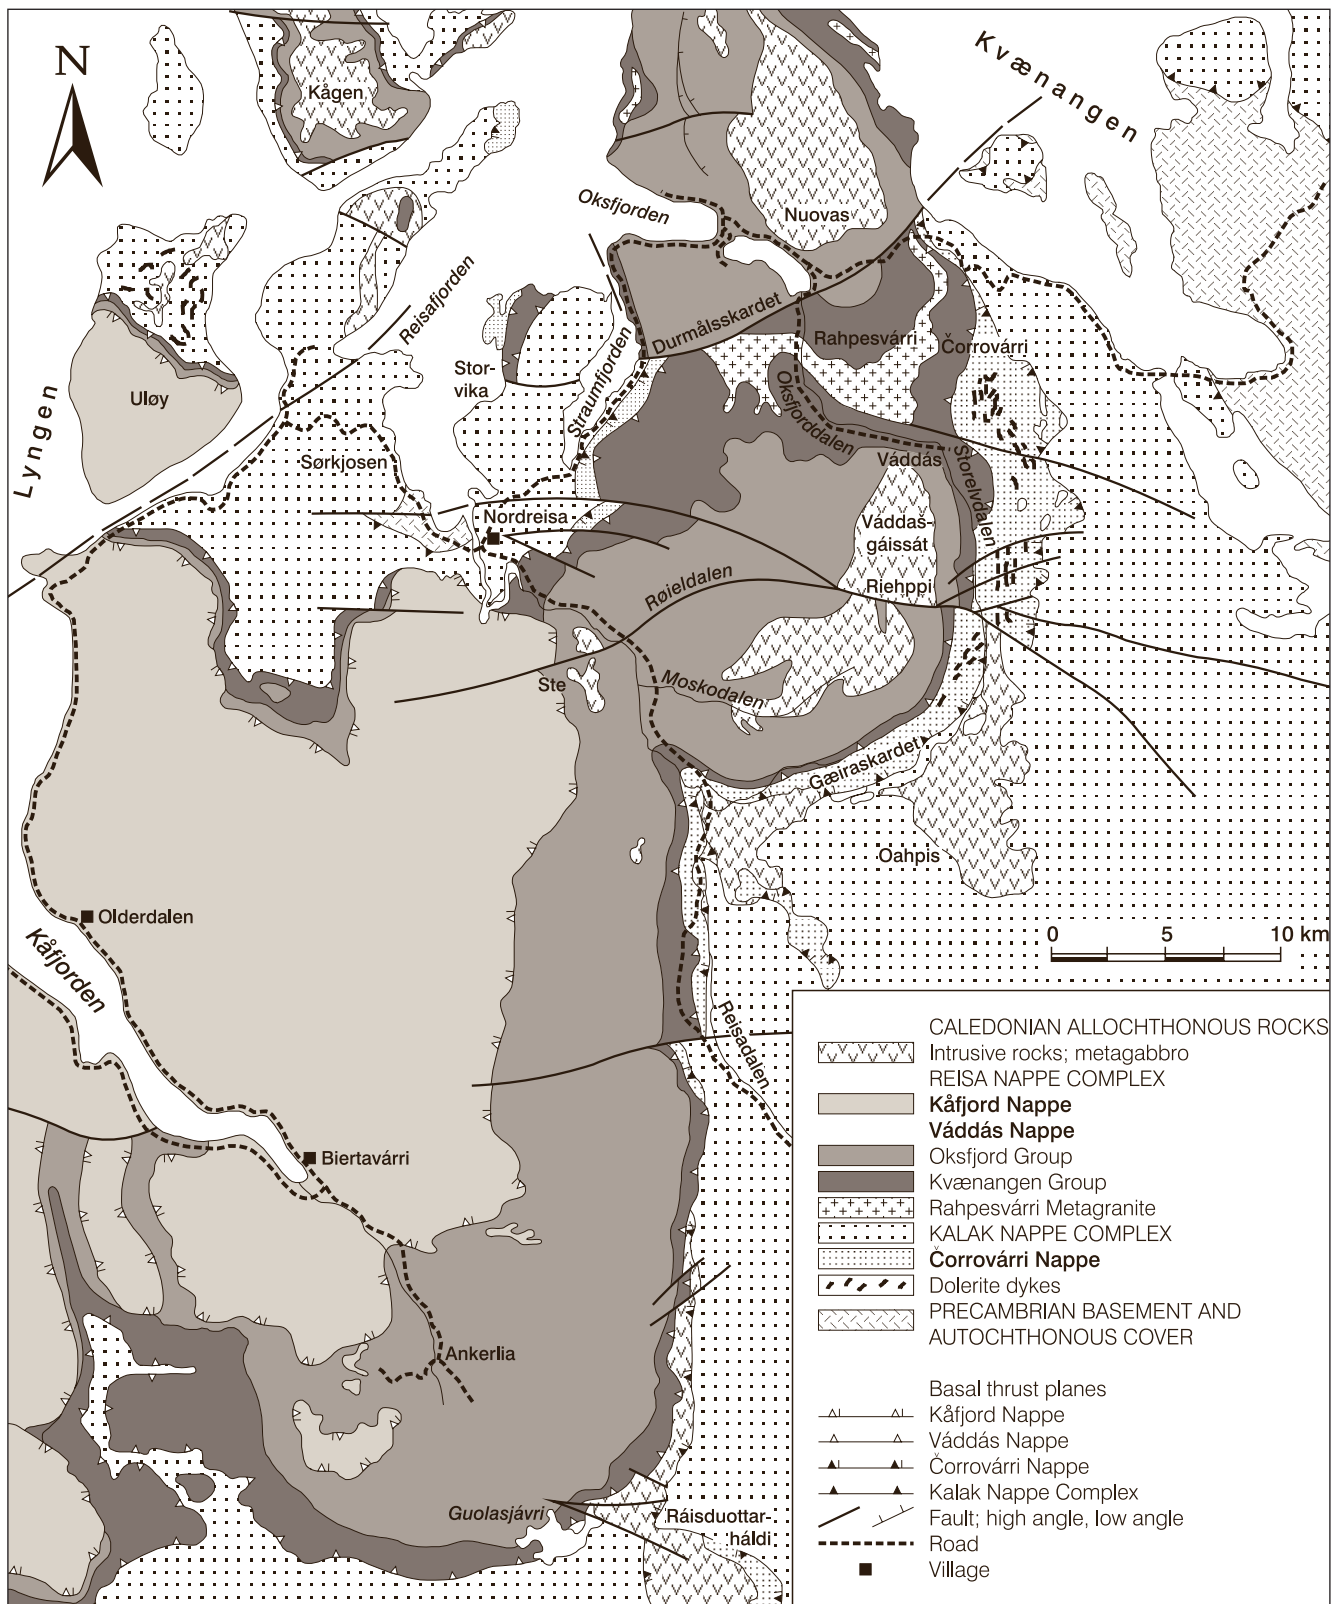 N
Kågen
Kvænangen
Oksfjorden
Nuovas
Reisafjorden
Durmålsskardet
Rahpesvárri
Čorrovárri
Stor-
vika
Straumfjorden
Uløy
Lyngen
Oksfjorddalen
Sørkjosen
Váddás
Storelvdalen
Nordreisa
Váddas-
gáissát
Røieldalen
Riehppi
Ste
Moskodalen
Gæiraskardet
Oahpis
Olderdalen
Kåfjorden
0 5 10 km
Reisadalen
Biertavárri
Ankerlia
Guolasjávri
Ráisduottar-
háldi
CALEDONIAN ALLOCHTHONOUS ROCKS
Intrusive rocks; metagabbro
REISA NAPPE COMPLEX
Kåfjord Nappe
Váddás Nappe
Oksfjord Group
Kvænangen Group
Rahpesvárri Metagranite
KALAK NAPPE COMPLEX
Čorrovárri Nappe
Dolerite dykes
PRECAMBRIAN BASEMENT AND
AUTOCHTHONOUS COVER
Basal thrust planes
Kåfjord Nappe
Váddás Nappe
Čorrovárri Nappe
Kalak Nappe Complex
Fault; high angle, low angle
Road
Village